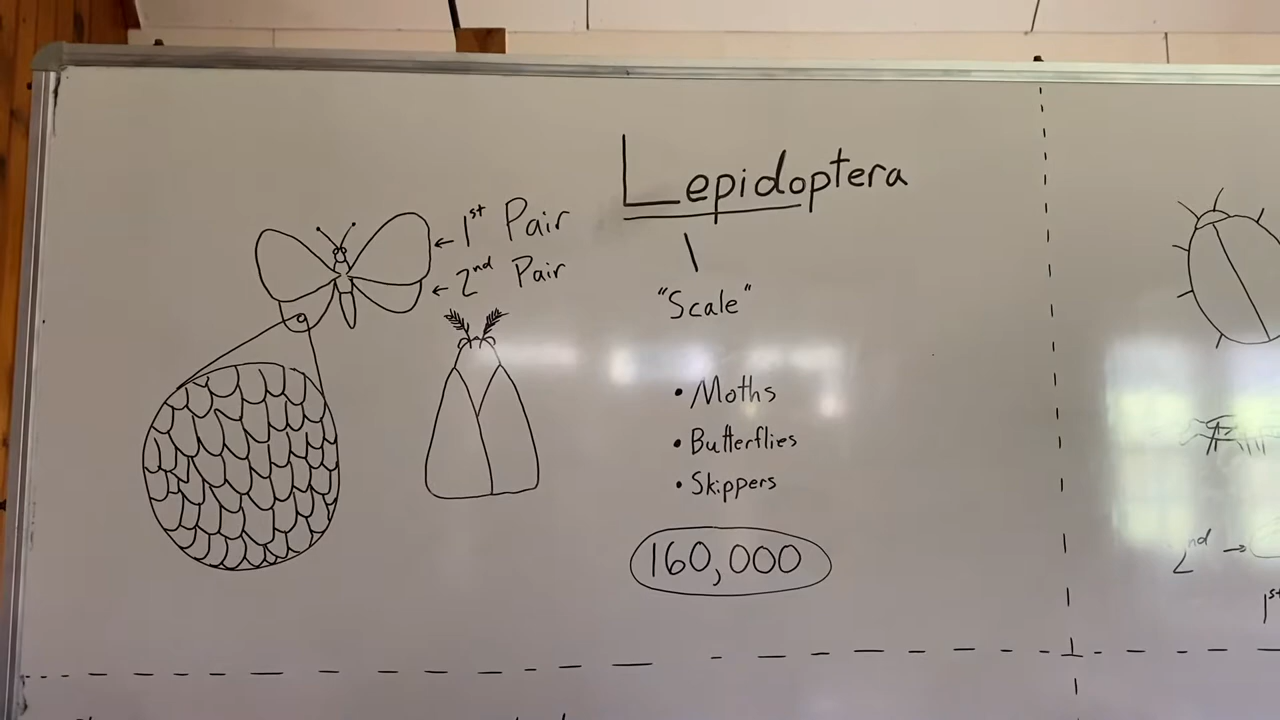 Lepidoptera
1st Pair
2nd Pair
"Scale"
• Moths
• Butterflies
• Skippers
160,000
2nd
1st